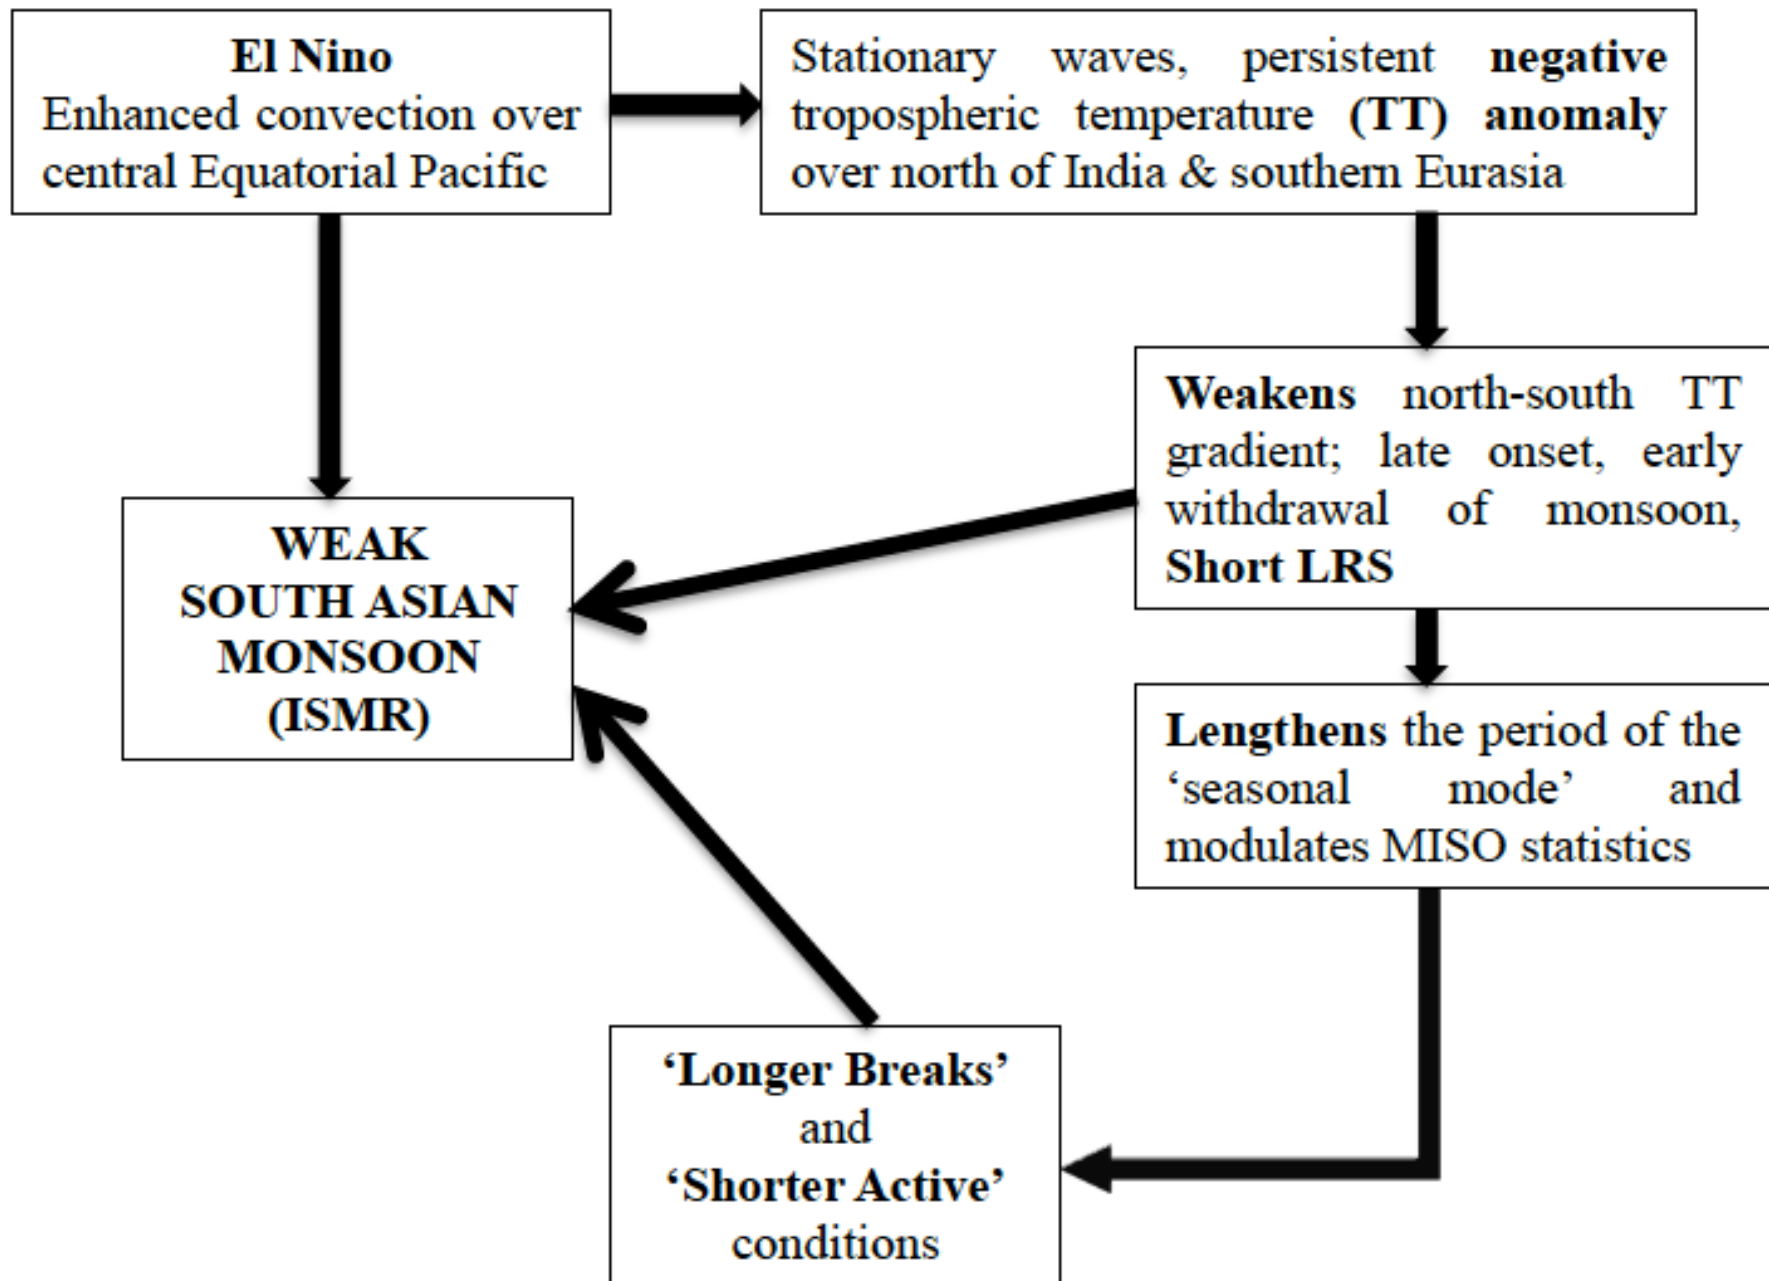 El Nino
Enhanced convection over
central Equatorial Pacific
Stationary waves, persistent negative
tropospheric temperature (TT) anomaly
over north of India & southern Eurasia
Weakens north-south TT
gradient; late onset, early
withdrawal of monsoon,
Short LRS
WEAK
SOUTH ASIAN
MONSOON
(ISMR)
Lengthens the period of the
‘seasonal mode’ and
modulates MISO statistics
‘Longer Breaks’
and
‘Shorter Active’
conditions